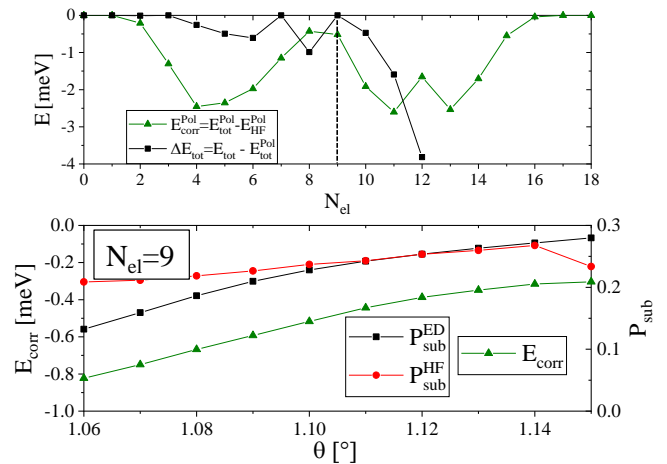 0
-1
-2
-3
-4
E [meV]
E_corr^Pol=E_tot^Pol-E_HF^Pol
ΔE_tot=E_tot - E_tot^Pol
0 2 4 6 8 10 12 14 16 18
N_el
0.0 0.3
N_el=9
-0.2
0.2
-0.4
E_corr [meV]
P_sub
-0.6
P_sub^ED
E_corr
P_sub^HF
0.1
-0.8
-1.0 0.0
1.06 1.08 1.10 1.12 1.14
θ [°]